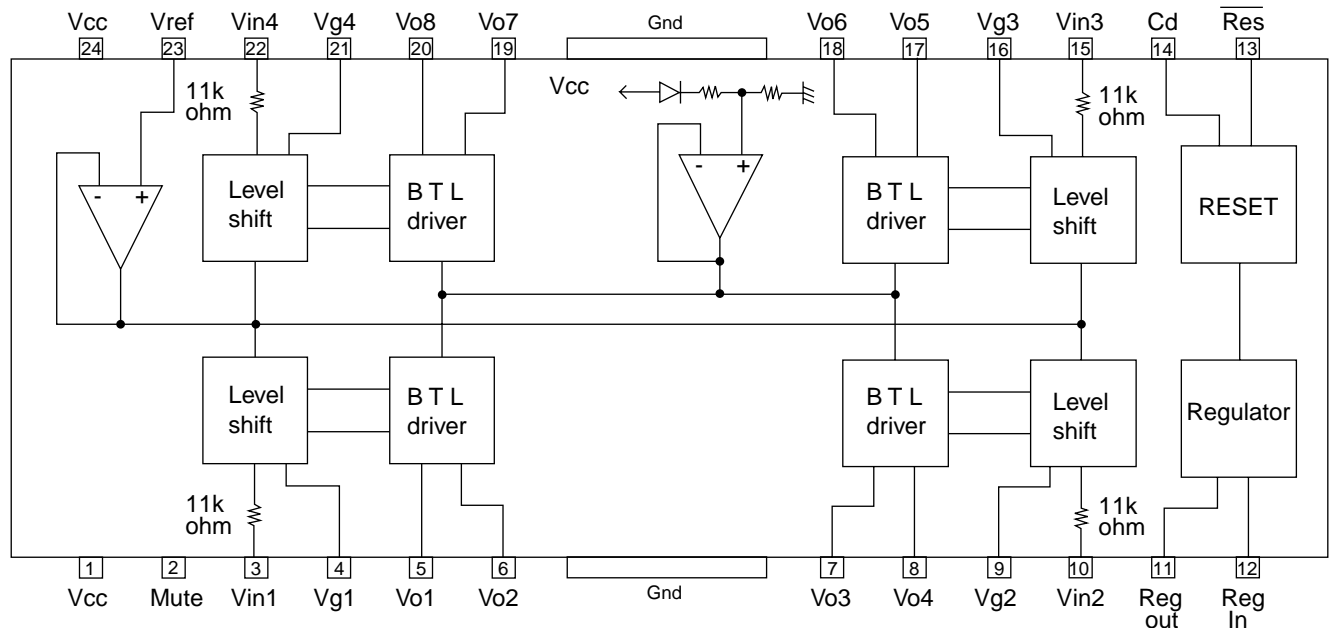 Vcc Vref Vin4 Vg4 Vo8 Vo7 Gnd Vo6 Vo5 Vg3 Vin3 Cd Res
24 23 22 21 20 19 18 17 16 15 14 13
11k
ohm
Vcc
11k
ohm
- +
Level
shift
B T L
driver
- +
B T L
driver
Level
shift
RESET
Level
shift
B T L
driver
B T L
driver
Level
shift
Regulator
11k
ohm
11k
ohm
1 2 3 4 5 6 Gnd 7 8 9 10 11 12
Vcc Mute Vin1 Vg1 Vo1 Vo2 Vo3 Vo4 Vg2 Vin2 Reg
out
Reg
In